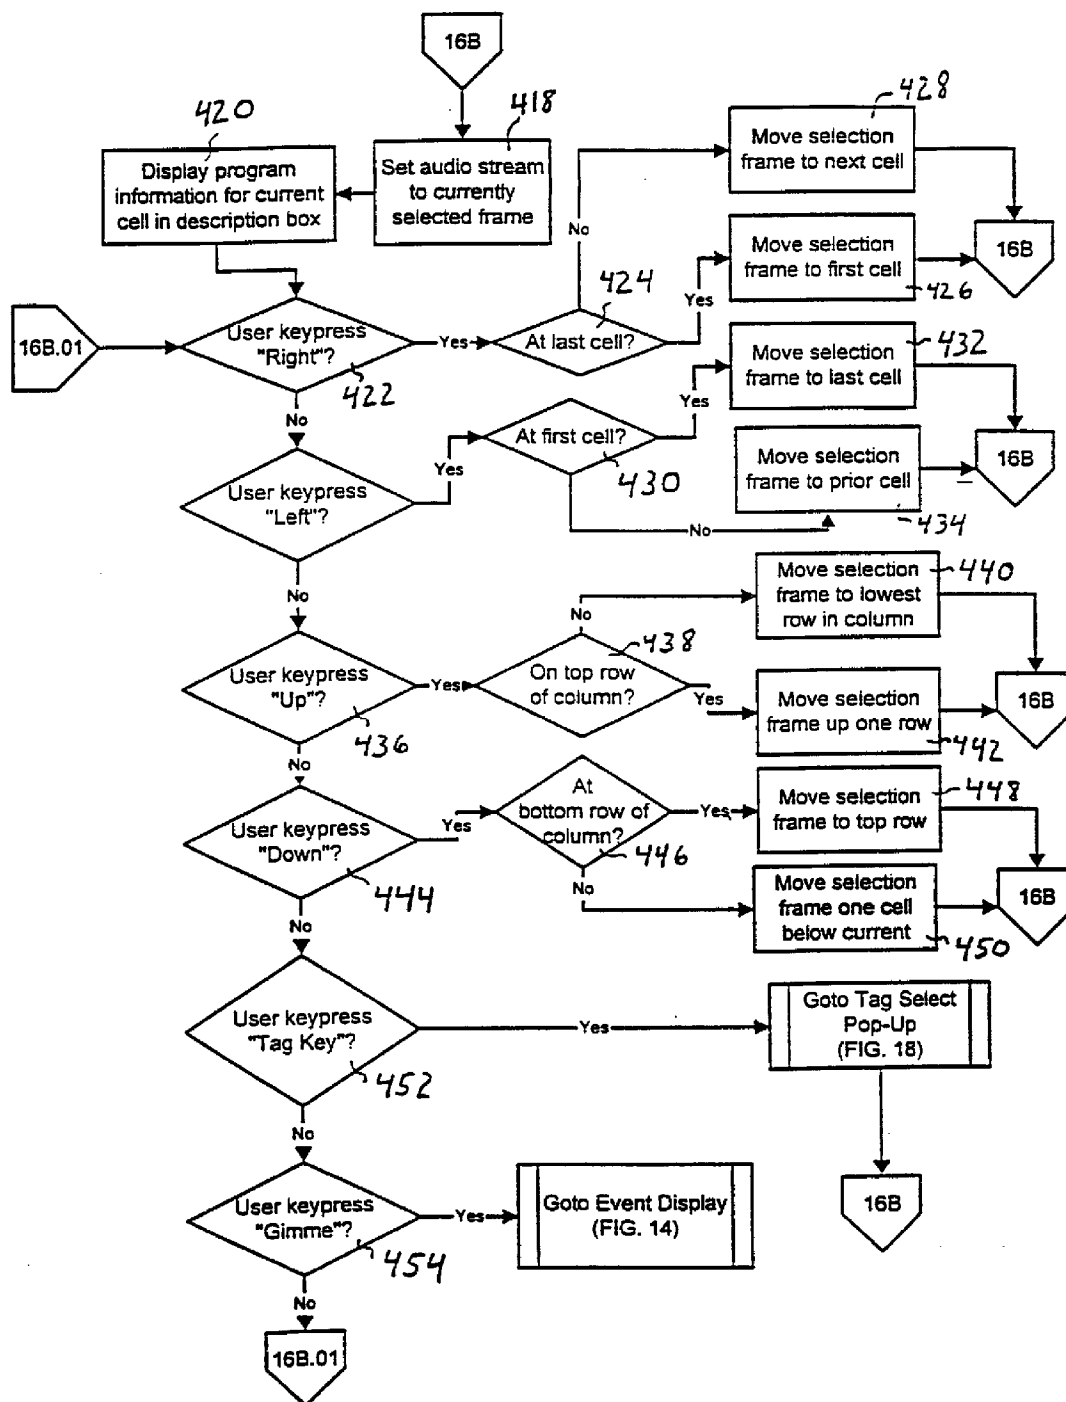 16B
420
418
428
Display program
information for current
cell in description box
Set audio stream
to currently
selected frame
Move selection
frame to next cell
No
16B
Move selection
frame to first cell
426
424
Yes
16B.01
User keypress
"Right"?
422
Yes
At last cell?
432
Move selection
frame to last cell
No
Yes
At first cell?
430
Yes
16B
Move selection
frame to prior cell
434
User keypress
"Left"?
No
No
440
Move selection
frame to lowest
row in column
No
438
User keypress
"Up"?
436
Yes
On top row
of column?
Yes
16B
Move selection
frame up one row
442
No
At
bottom row of
column?
446
448
Move selection
frame to top row
User keypress
"Down"?
444
Yes
Yes
16B
No
Move selection
frame one cell
below current
450
No
User keypress
"Tag Key"?
452
Yes
Goto Tag Select
Pop-Up
(FIG. 18)
No
16B
User keypress
"Gimme"?
454
Yes
Goto Event Display
(FIG. 14)
No
16B.01